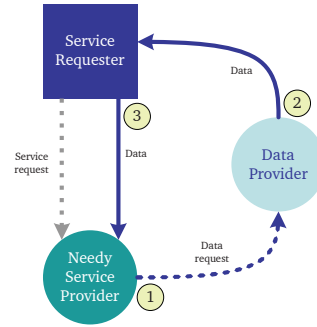 Service
Requester
Data
2
3
Service
request
Data
Data
Provider
Data
request
Needy
Service
Provider
1